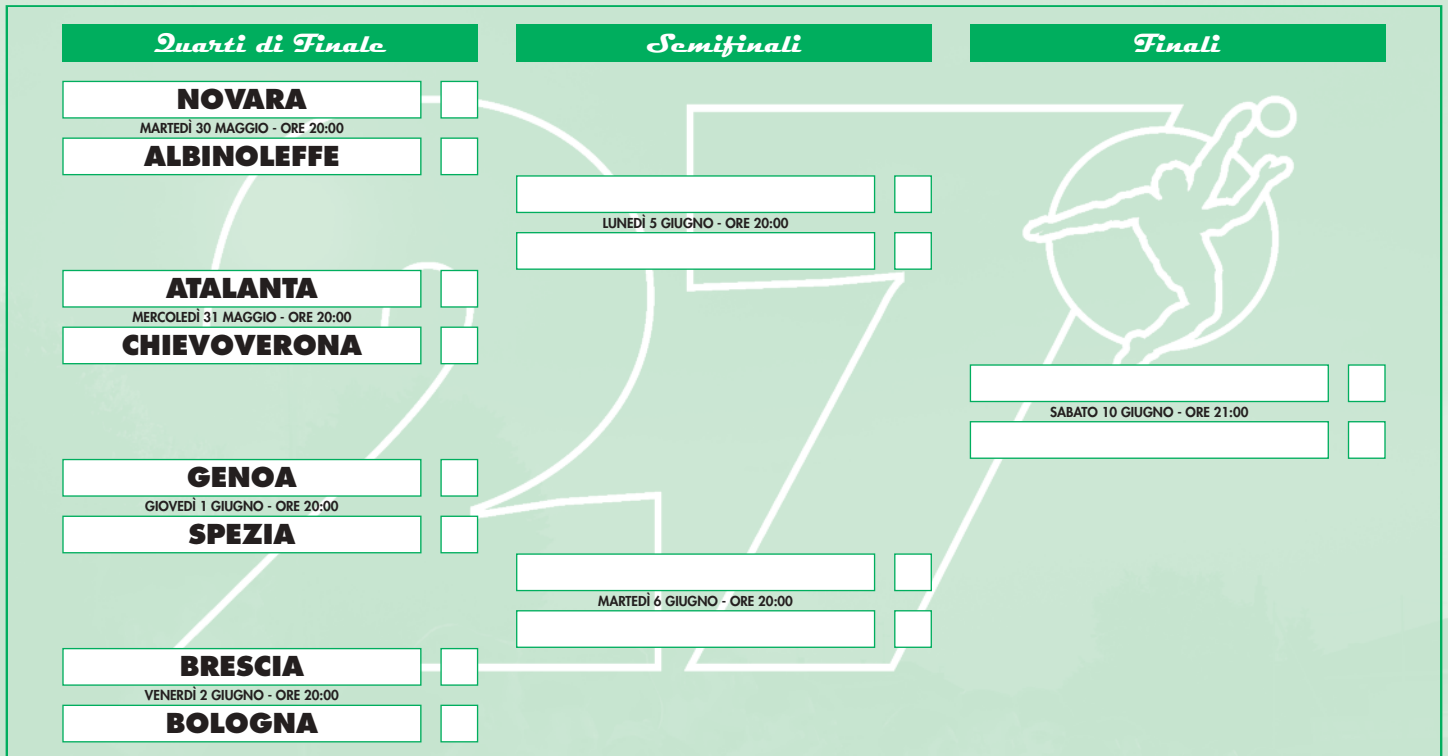 Quarti di Finale
Semifinali
Finali
NOVARA
MARTEDÌ 30 MAGGIO - ORE 20:00
ALBINOLEFFE
ATALANTA
MERCOLEDÌ 31 MAGGIO - ORE 20:00
CHIEVOVERONA
GENOA
GIOVEDÌ 1 GIUGNO - ORE 20:00
SPEZIA
BRESCIA
VENERDÌ 2 GIUGNO - ORE 20:00
BOLOGNA
LUNEDÌ 5 GIUGNO - ORE 20:00
MARTEDÌ 6 GIUGNO - ORE 20:00
SABATO 10 GIUGNO - ORE 21:00
27